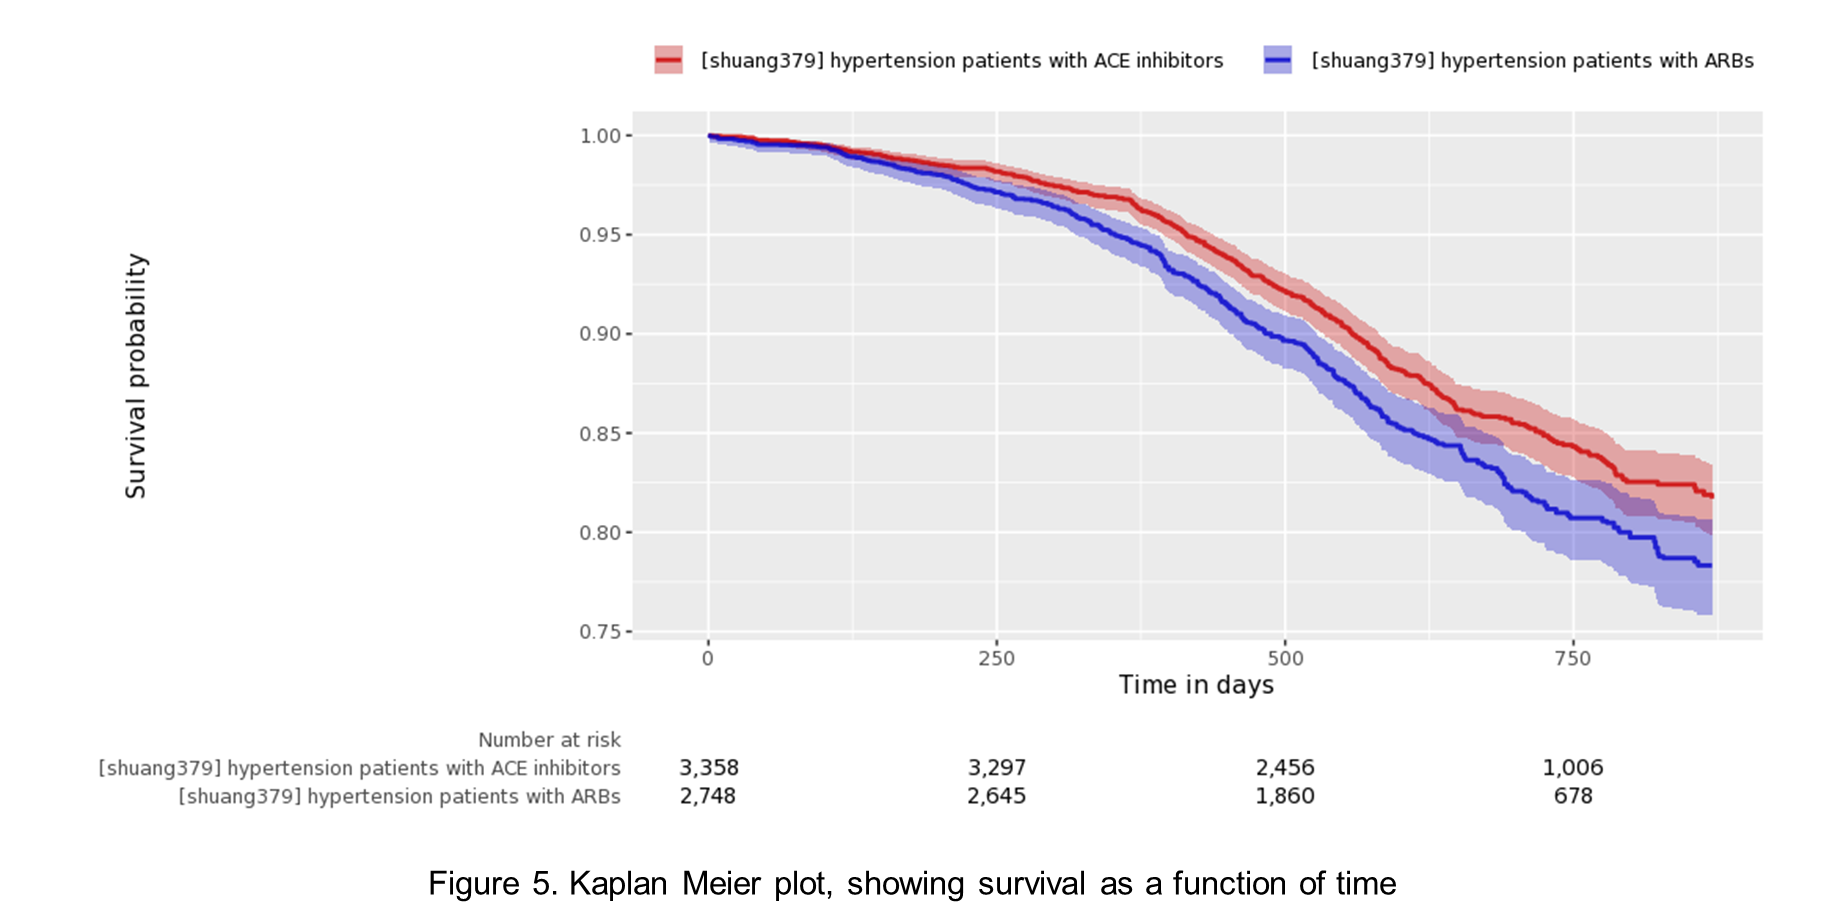 [shuang379] hypertension patients with ACE inhibitors [shuang379] hypertension patients with ARBs
1.00
0.95
0.90
0.85
0.80
0.75
Survival probability
0 250 500 750
Time in days
Number at risk
[shuang379] hypertension patients with ACE inhibitors 3,358 3,297 2,456 1,006
[shuang379] hypertension patients with ARBs 2,748 2,645 1,860 678
Figure 5. Kaplan Meier plot, showing survival as a function of time